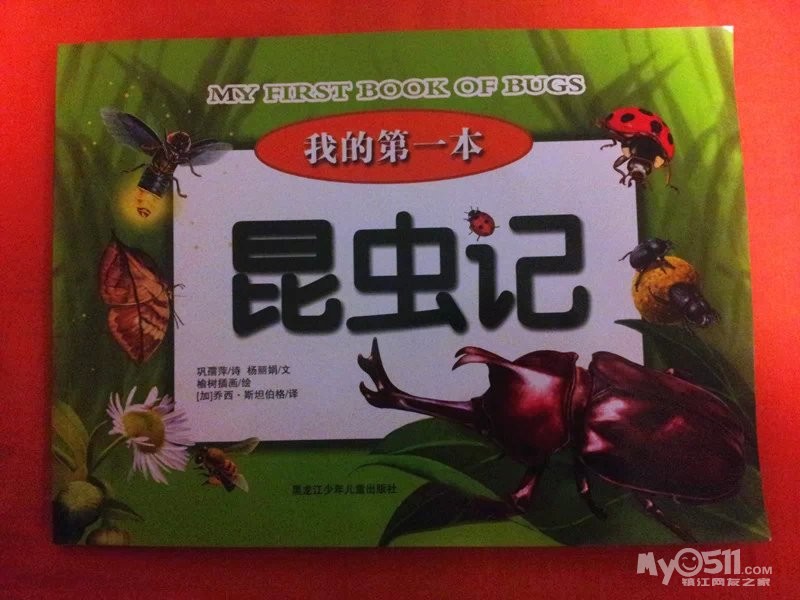 MY FIRST BOOK OF BUGS
我的第一本
昆虫记
巩孺萍/诗 杨丽娟/文
榆树插画/绘
[加]乔西·斯坦伯格/译
黑龙江少年儿童出版社
My0511.COM
镇江网友之家